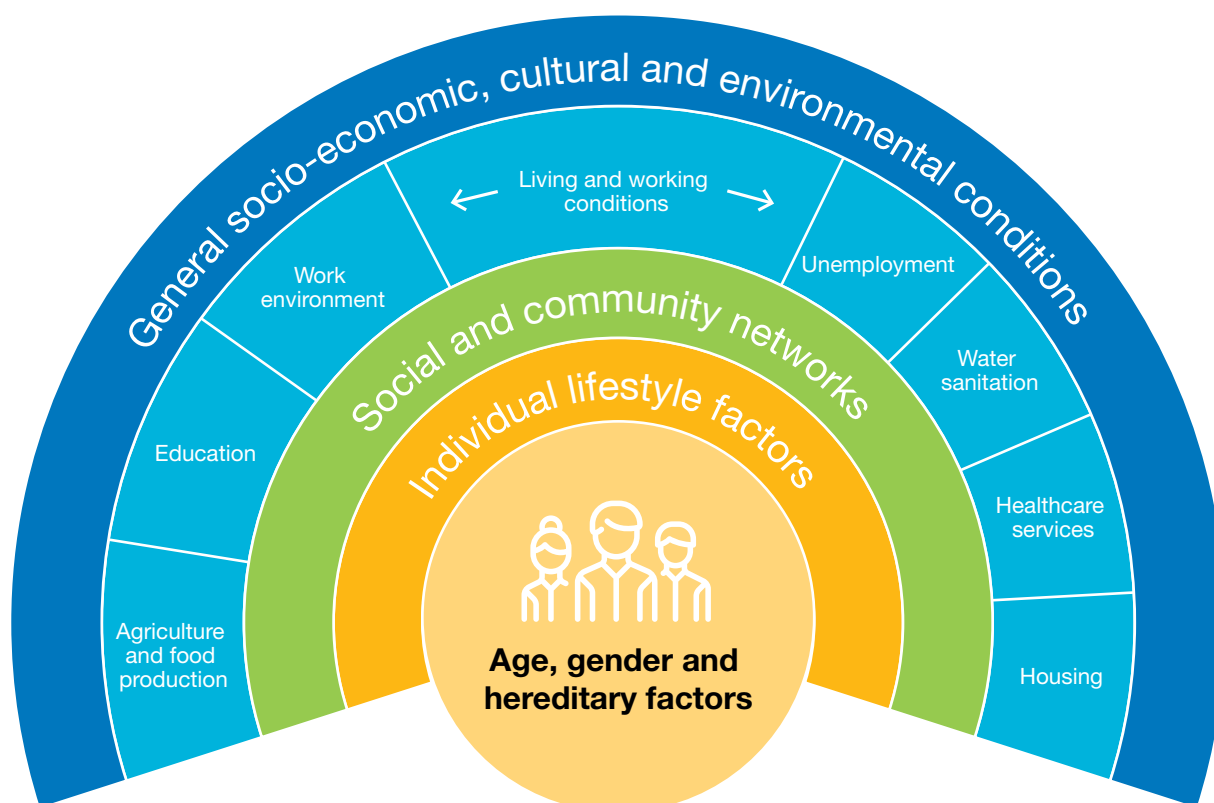 General socio-economic, cultural and environmental conditions
Living and working
conditions
Work
environment
Unemployment
Education
Water
sanitation
Agriculture
and food
production
Healthcare
services
Housing
Social and community networks
Individual lifestyle factors
Age, gender and
hereditary factors